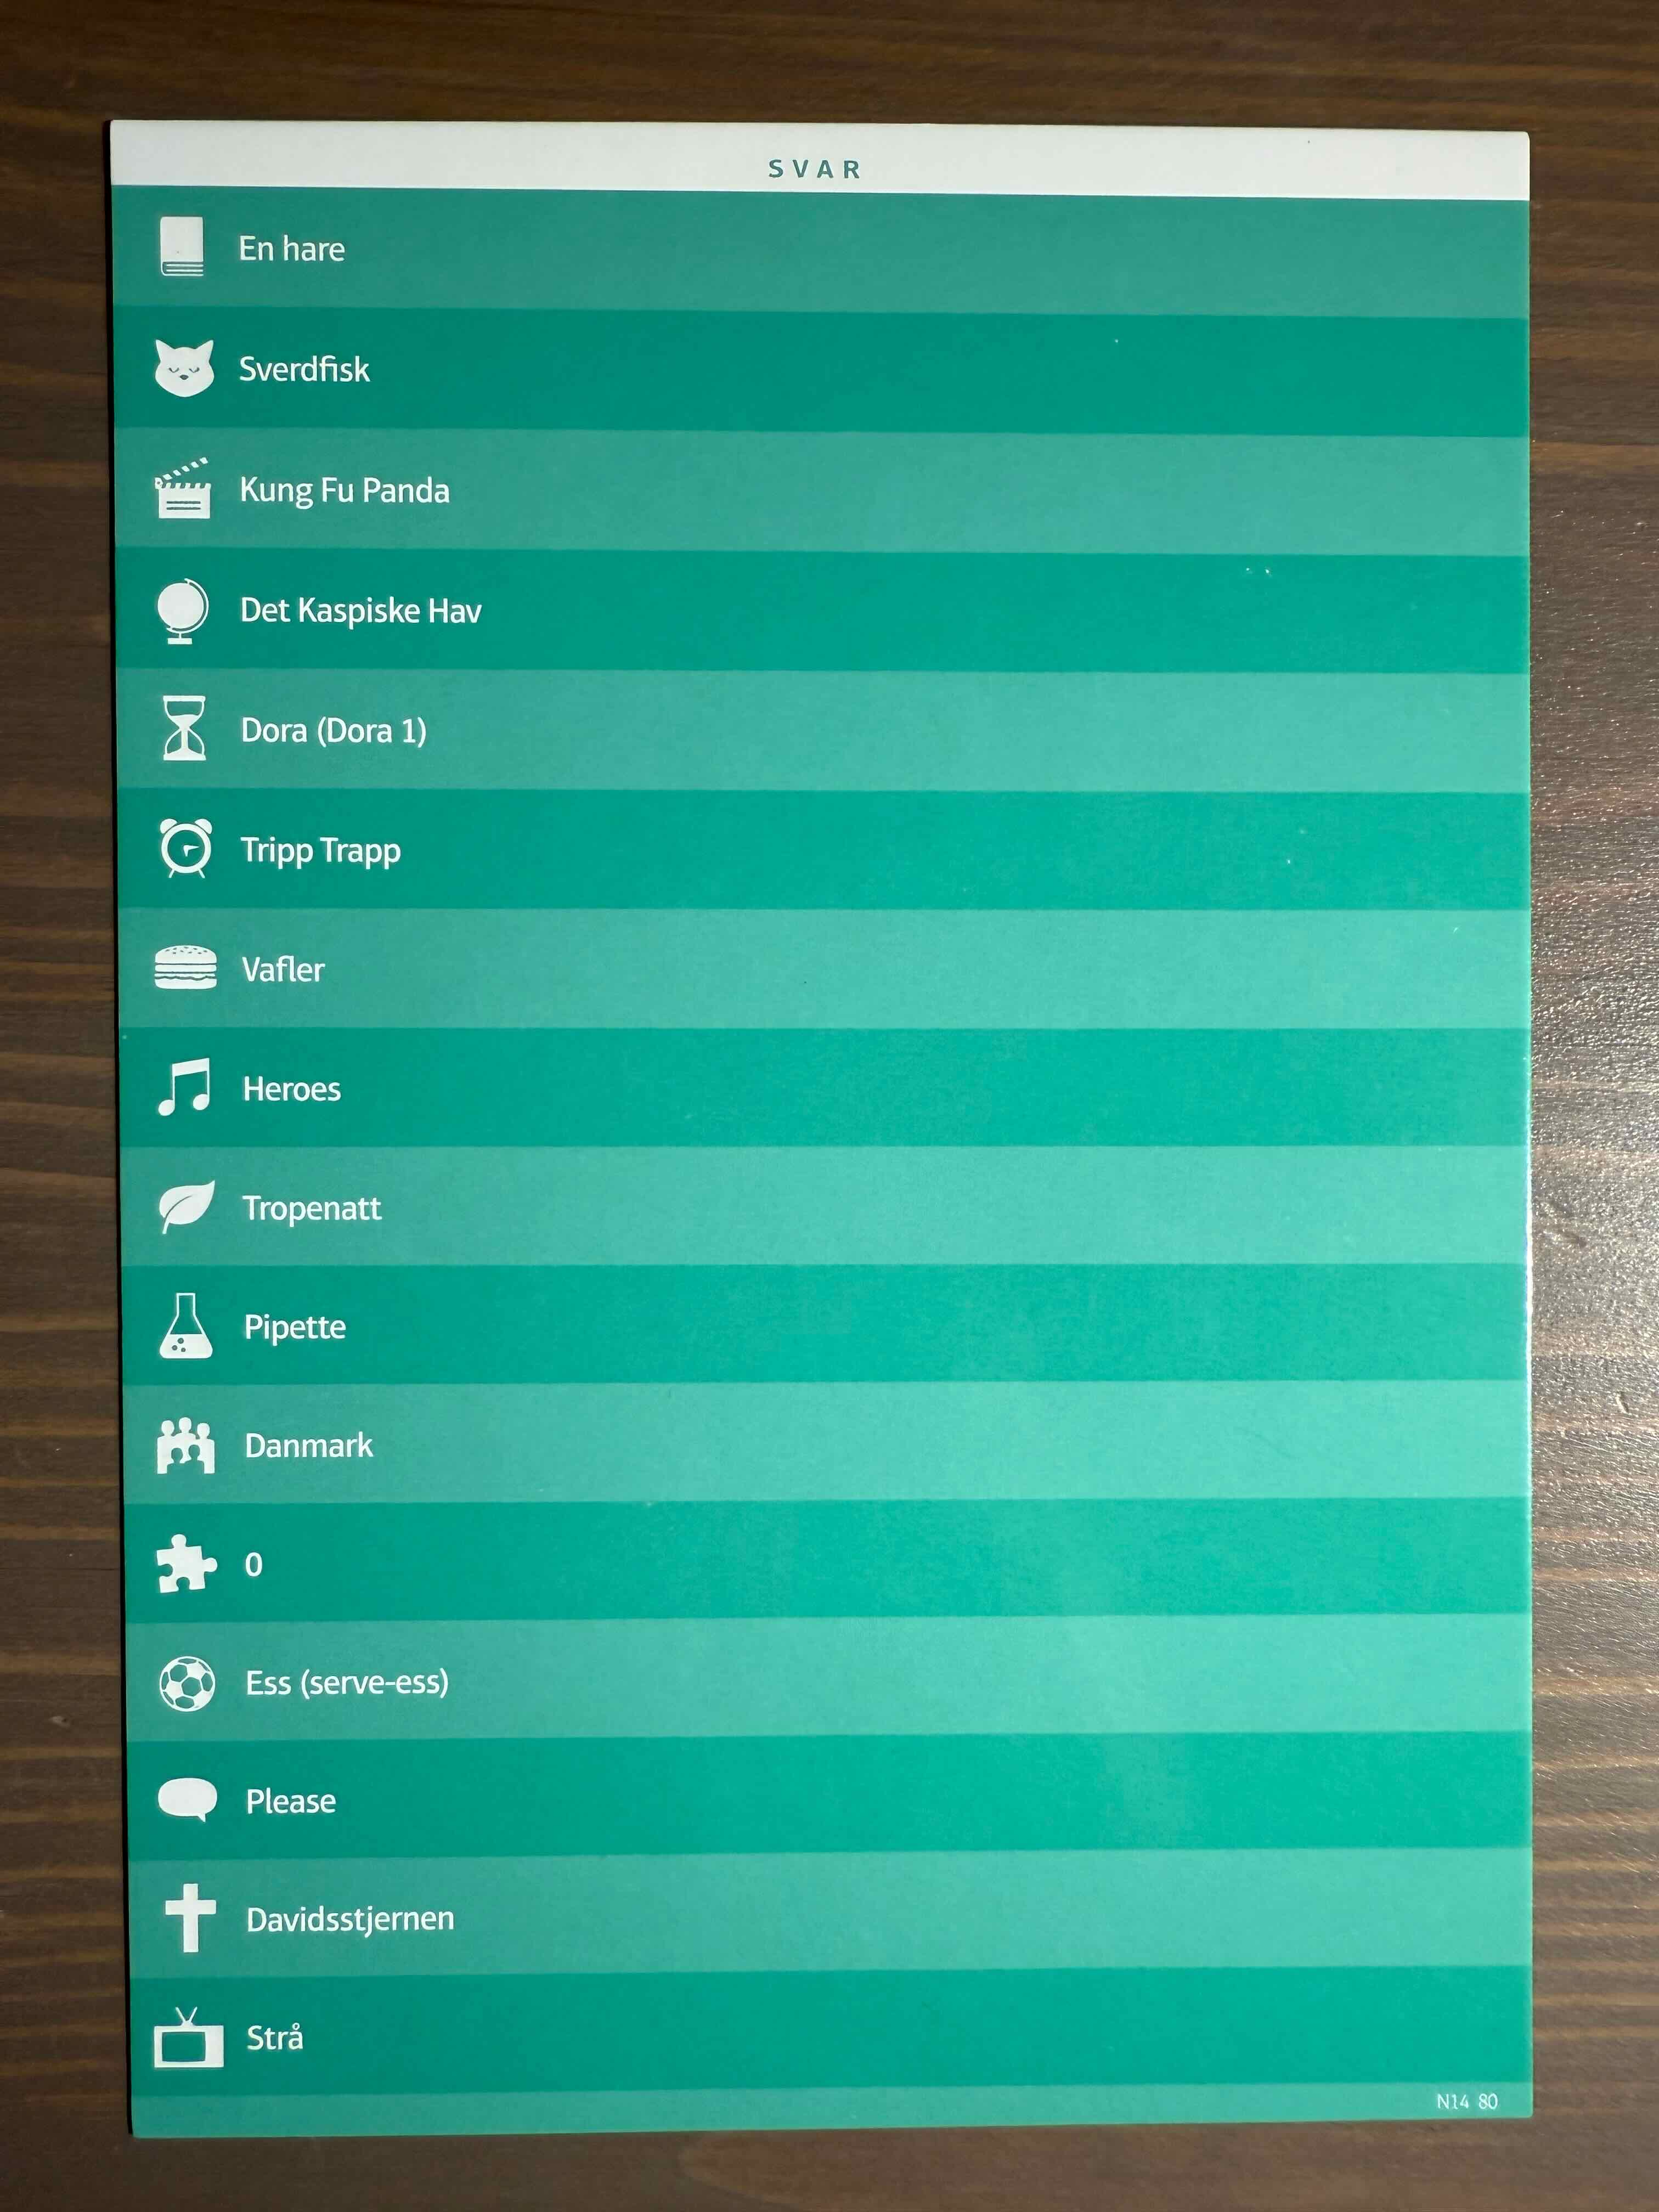 SVAR
En hare
Sverdfisk
Kung Fu Panda
Det Kaspiske Hav
Dora (Dora 1)
Tripp Trapp
Vafler
Heroes
Tropenatt
Pipette
Danmark
0
Ess (serve-ess)
Please
Davidsstjernen
Strå
N14 80